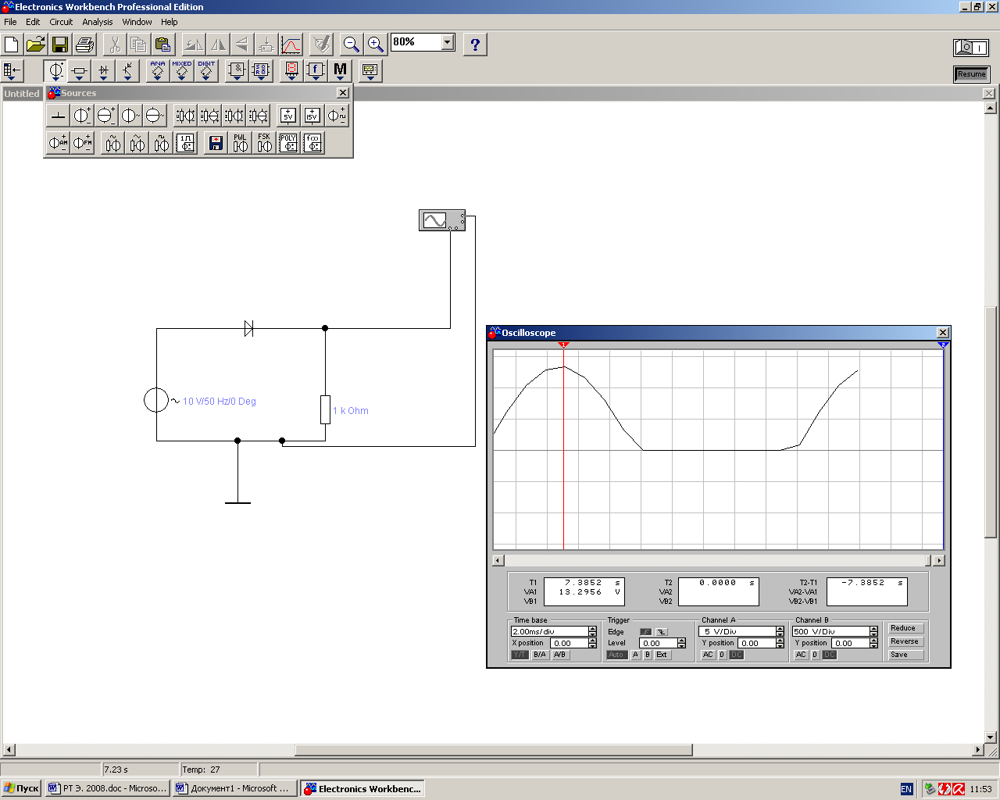 Electronics Workbench Professional Edition
File Edit Circuit Analysis Window Help
80%
?
ANA MIXED DIGIT
f M
Resume
Untitled
Sources
5V 15V
AM FM PWL FSK POLY f(x)
10 V/50 Hz/0 Deg
1 k Ohm
Oscilloscope
1 2
T1 7.3852 s T2 0.0000 s T2-T1 -7.3852 s
VA1 13.2956 V VA2 VA2-VA1
VB1 VB2 VB2-VB1
Time base Trigger Channel A Channel B
2.00ms/div Edge 5 V/Div 500 V/Div Reduce
X position 0.00 Level 0.00 Y position 0.00 Y position 0.00 Reverse
Y/T B/A A/B Auto A B Ext AC 0 DC AC 0 DC Save
7.23 s Temp: 27
Пуск РТ Э. 2008.doc - Microso... Документ1 - Microsoft ... Electronics Workbenc... EN 11:53